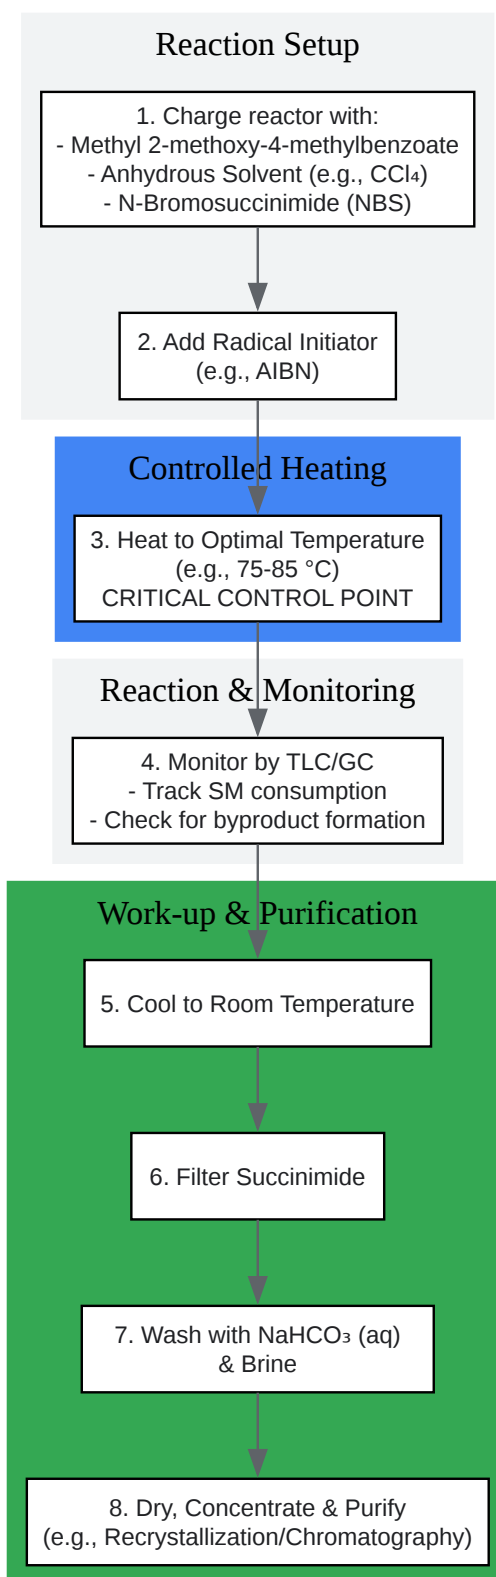 Reaction Setup
1. Charge reactor with:
- Methyl 2-methoxy-4-methylbenzoate
- Anhydrous Solvent (e.g., CCl₄)
- N-Bromosuccinimide (NBS)
2. Add Radical Initiator
(e.g., AIBN)
Controlled Heating
3. Heat to Optimal Temperature
(e.g., 75-85 °C)
CRITICAL CONTROL POINT
Reaction & Monitoring
4. Monitor by TLC/GC
- Track SM consumption
- Check for byproduct formation
Work-up & Purification
5. Cool to Room Temperature
6. Filter Succinimide
7. Wash with NaHCO₃ (aq)
& Brine
8. Dry, Concentrate & Purify
(e.g., Recrystallization/Chromatography)